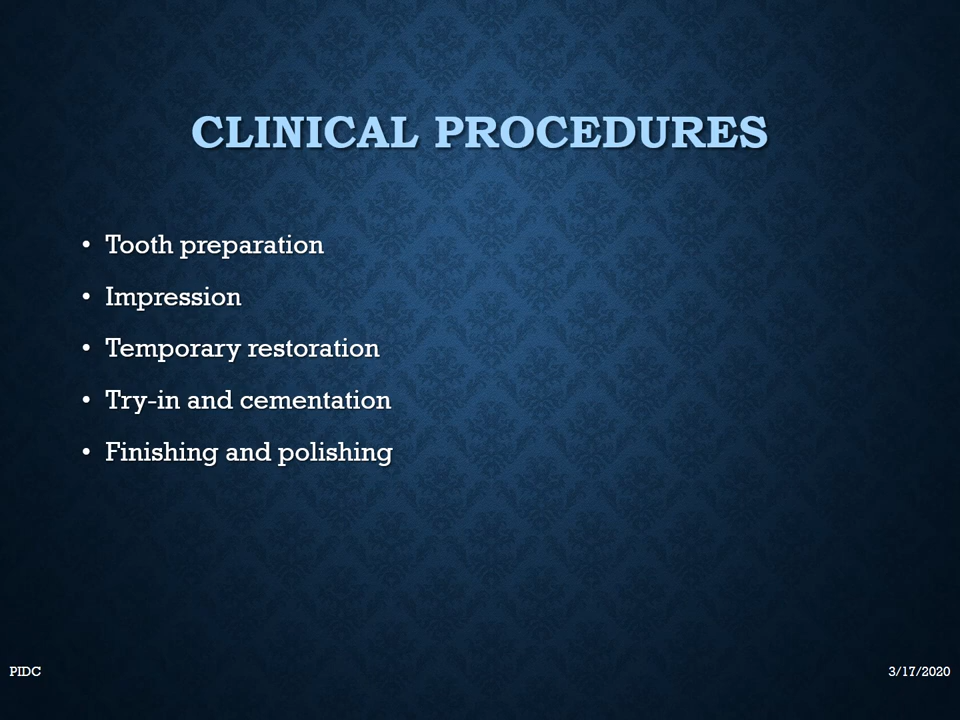 CLINICAL PROCEDURES
• Tooth preparation
• Impression
• Temporary restoration
• Try-in and cementation
• Finishing and polishing
PIDC
3/17/2020